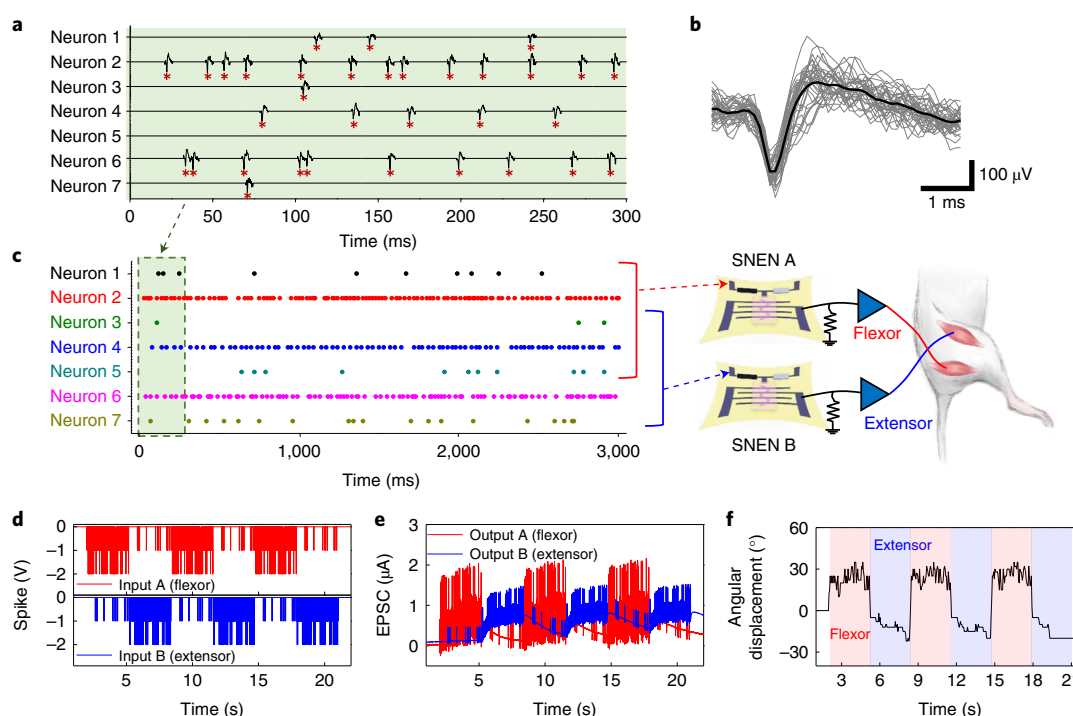 a
Neuron 1
Neuron 2
Neuron 3
Neuron 4
Neuron 5
Neuron 6
Neuron 7
0 50 100 150 200 250 300
Time (ms)
b
100 μV
1 ms
c
Neuron 1
Neuron 2
Neuron 3
Neuron 4
Neuron 5
Neuron 6
Neuron 7
0 1,000 2,000 3,000
Time (ms)
SNEN A
Flexor
Extensor
SNEN B
d
Spike (V)
0
−1
−2
Input A (flexor)
0
−1
−2
Input B (extensor)
5 10 15 20
Time (s)
e
EPSC (μA)
3
2
1
0
Output A (flexor)
Output B (extensor)
5 10 15 20
Time (s)
f
Angular
displacement (°)
60
30
0
−30
Extensor
Flexor
3 6 9 12 15 18 21
Time (s)